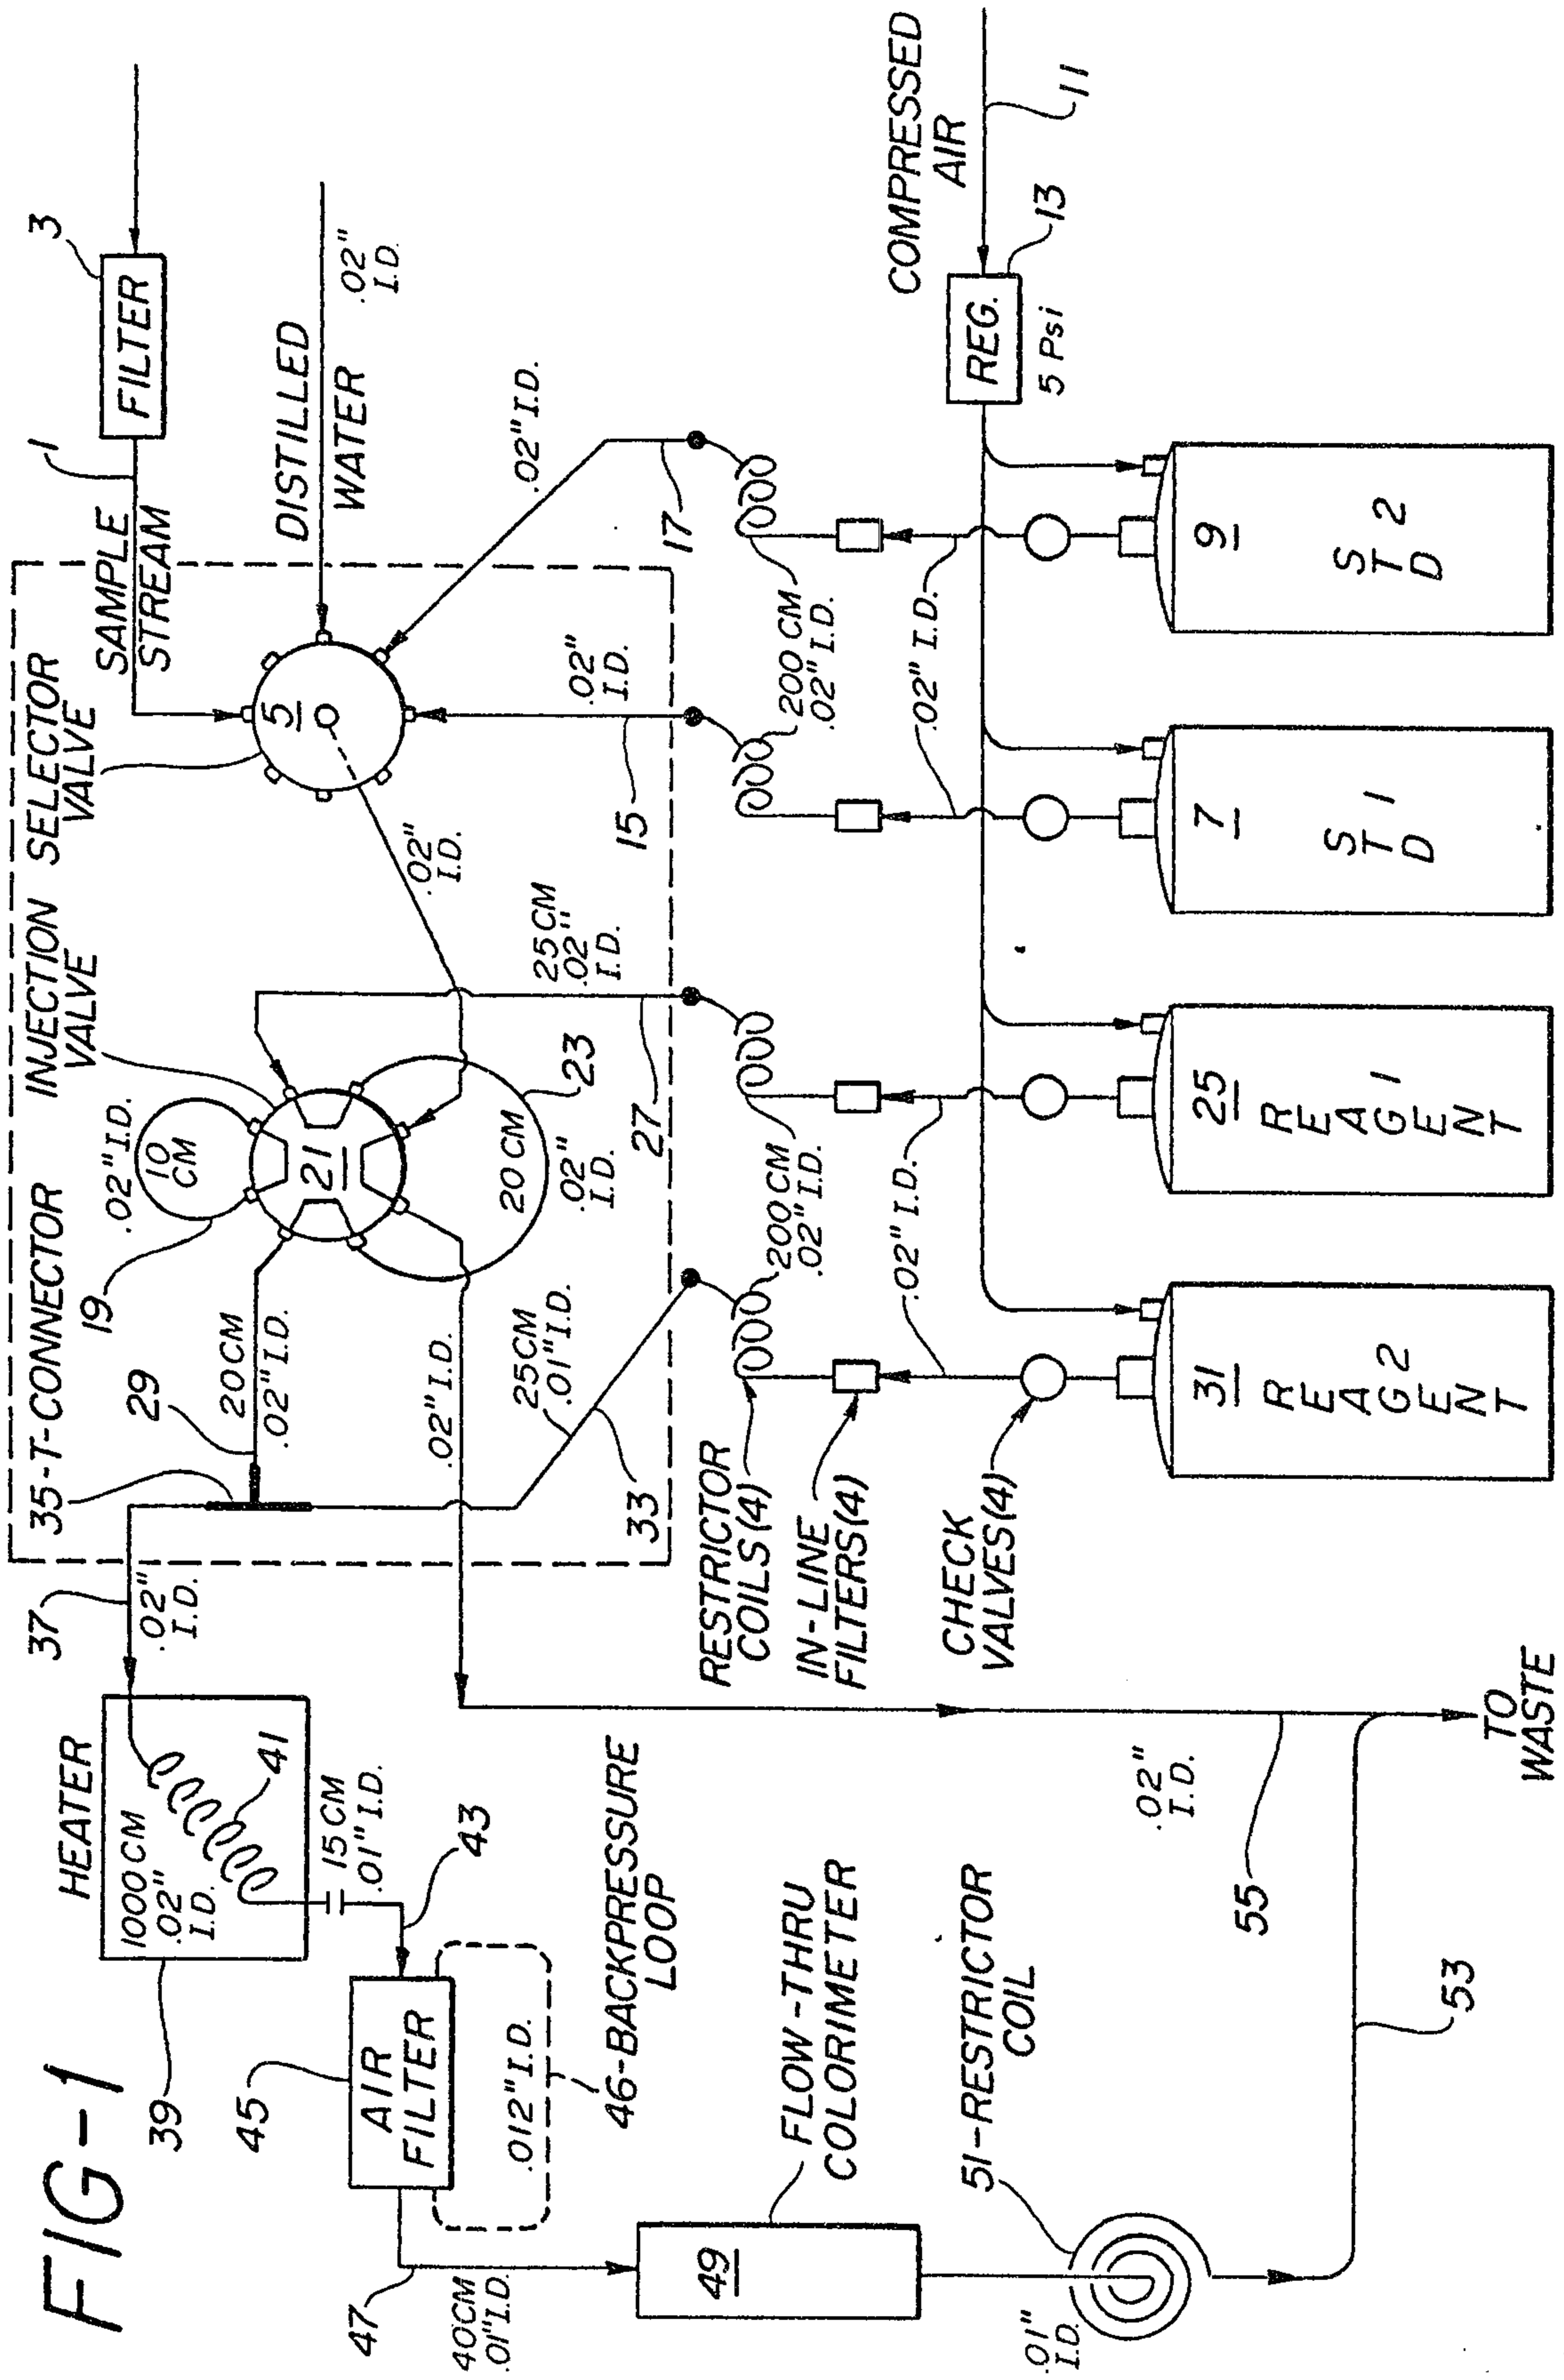 FIG-1
HEATER
39
1000 CM
.02"
I.D.
41
15 CM
.01" I.D.
43
45
AIR
FILTER
.012" I.D.
46-BACKPRESSURE
LOOP
47
40CM
.01" I.D.
49
FLOW-THRU
COLORIMETER
51-RESTRICTOR
COIL
.01"
I.D.
53
55
.02"
I.D.
TO
WASTE
37
.02"
I.D.
35-T-CONNECTOR
29
20CM
.02" I.D.
19
.02" I.D.
10
CM
INJECTION
VALVE
21
20 CM
.02"
I.D.
23
.02" I.D.
25CM
.01" I.D.
33
27
25CM
.02"
I.D.
SELECTOR
VALVE
5
.02"
I.D.
SAMPLE
STREAM
1
3
FILTER
DISTILLED
WATER
.02"
I.D.
.02" I.D.
17
.02"
I.D.
15
RESTRICTOR
COILS(4)
200 CM
.02" I.D.
200 CM
.02" I.D.
IN-LINE
FILTERS(4)
.02" I.D.
.02" I.D.
CHECK
VALVES(4)
COMPRESSED
AIR
11
13
REG.
5 Psi
31
REAGENT 2
25
REAGENT 1
7
STD 1
9
STD 2